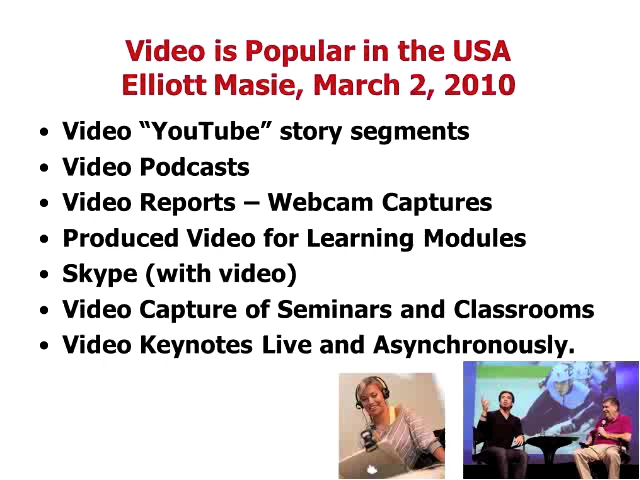 Video is Popular in the USA
Elliott Masie, March 2, 2010
• Video “YouTube” story segments
• Video Podcasts
• Video Reports – Webcam Captures
• Produced Video for Learning Modules
• Skype (with video)
• Video Capture of Seminars and Classrooms
• Video Keynotes Live and Asynchronously.